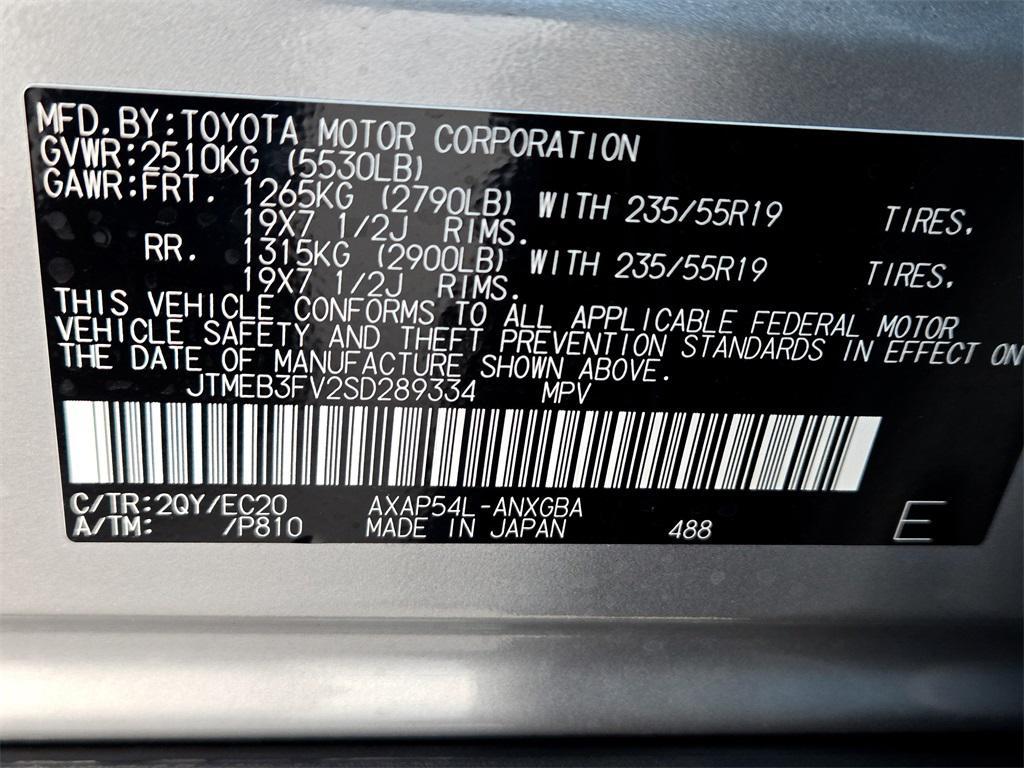 MFD.BY:TOYOTA MOTOR CORPORATION
GVWR:2510KG (5530LB)
GAWR:FRT. 1265KG (2790LB) WITH 235/55R19 TIRES.
19X7 1/2J RIMS.
RR. 1315KG (2900LB) WITH 235/55R19 TIRES.
19X7 1/2J RIMS.
THIS VEHICLE CONFORMS TO ALL APPLICABLE FEDERAL MOTOR
VEHICLE SAFETY AND THEFT PREVENTION STANDARDS IN EFFECT ON
THE DATE OF MANUFACTURE SHOWN ABOVE.
JTMEB3FV2SD289334 MPV
C/TR:2QY/EC20 AXAP54L-ANXGBA
A/TM: /P810 MADE IN JAPAN 488 E